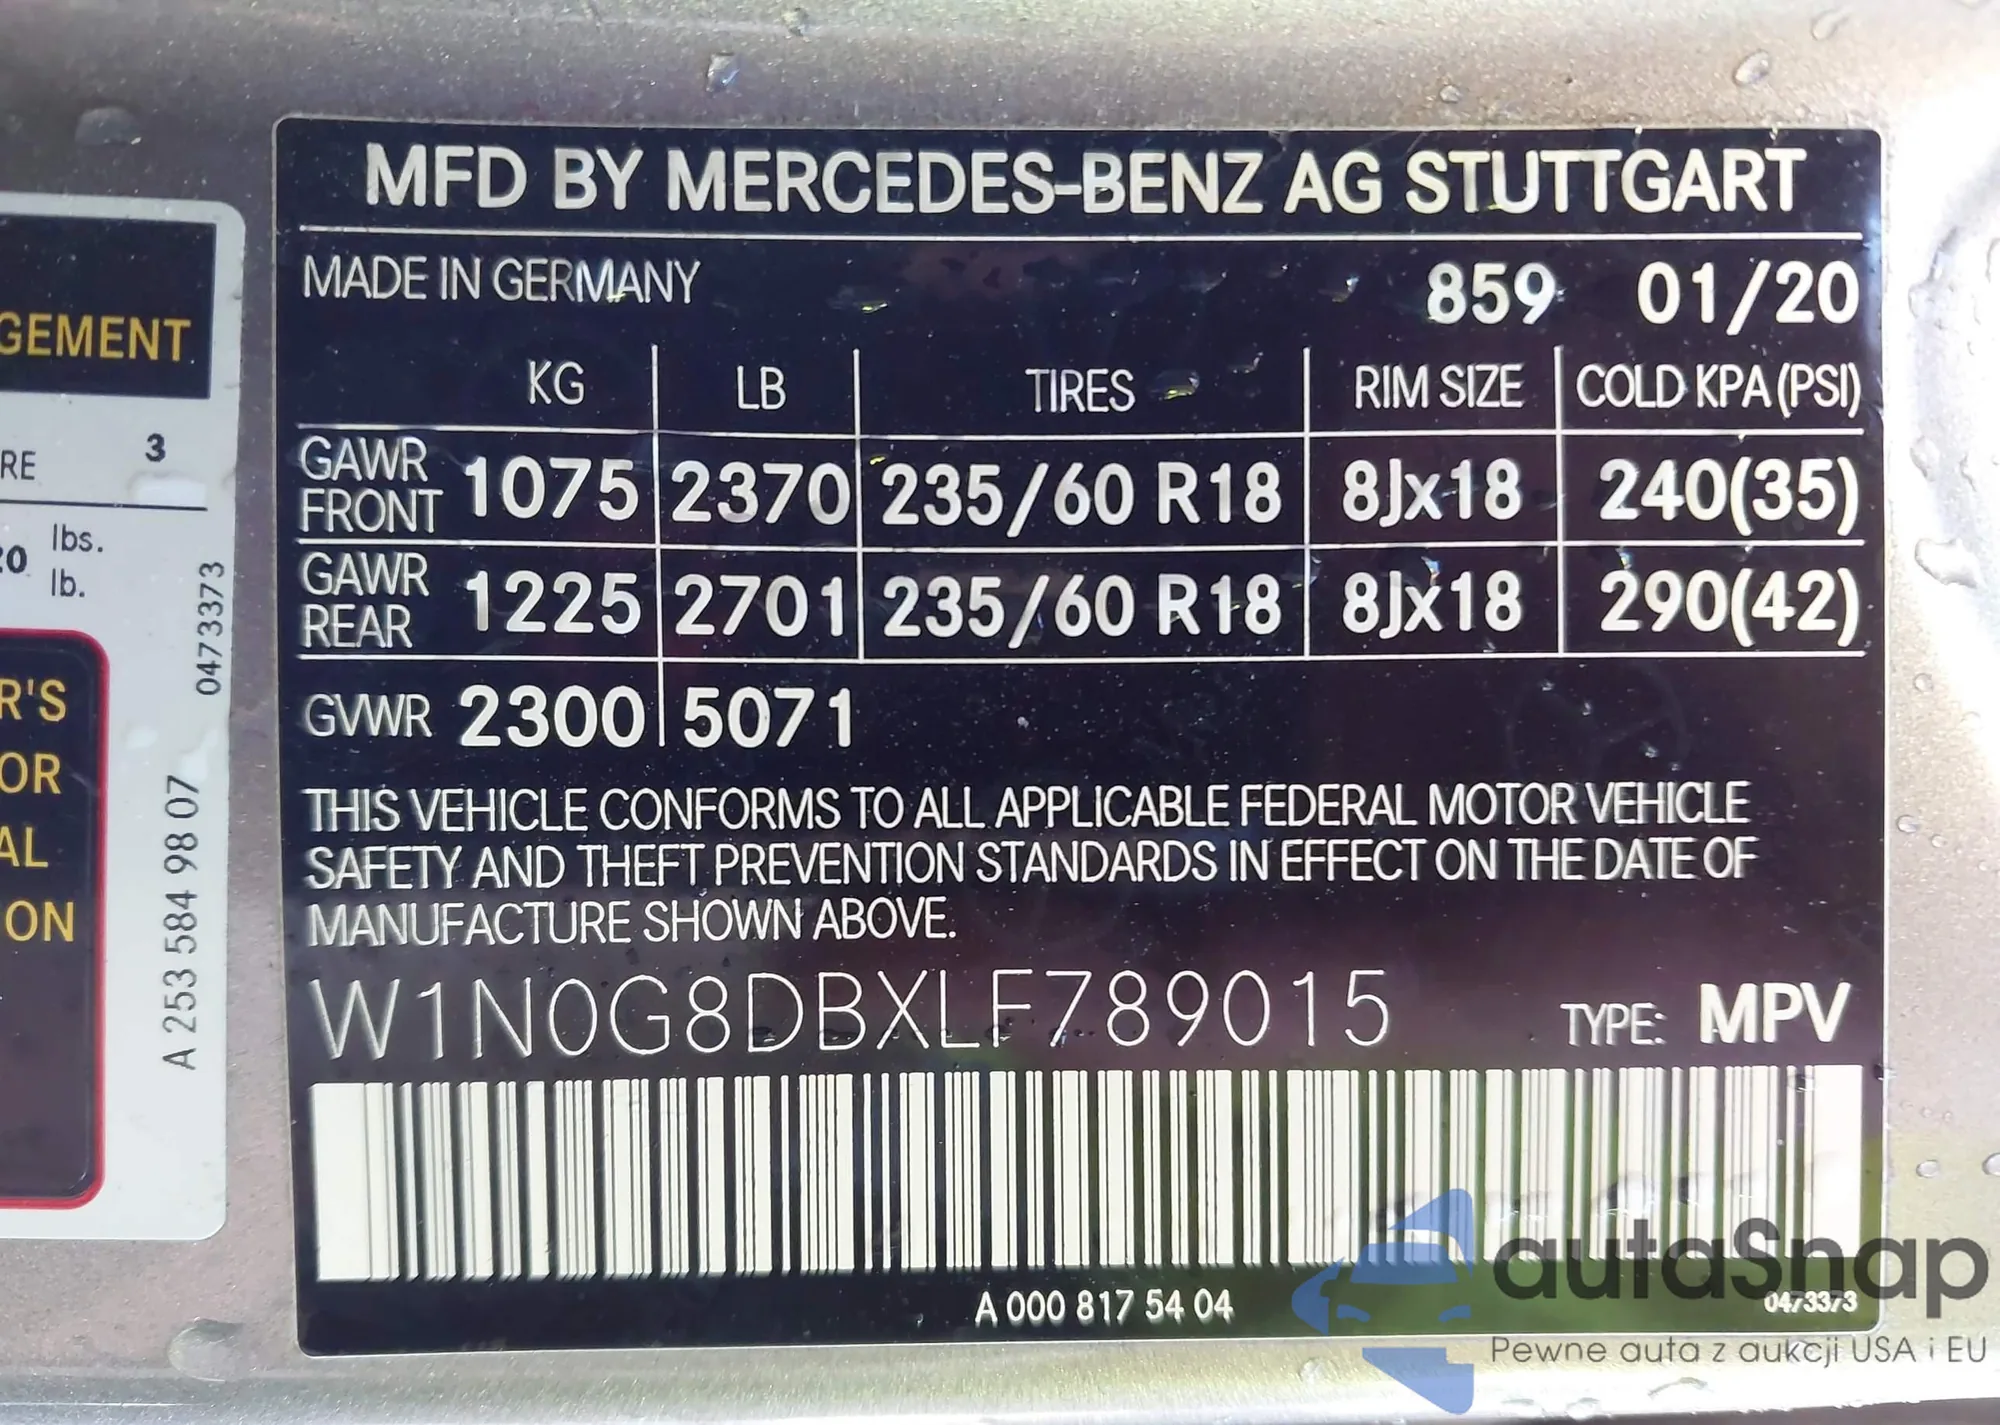 GEMENT
RE 3
20 lbs.
lb.
0473373
R'S
OR
AL
ON
A 253 584 98 07
MFD BY MERCEDES-BENZ AG STUTTGART
MADE IN GERMANY 859 01/20
KG LB TIRES RIM SIZE COLD KPA (PSI)
GAWR FRONT 1075 2370 235/60 R18 8Jx18 240(35)
GAWR REAR 1225 2701 235/60 R18 8Jx18 290(42)
GVWR 2300 5071
THIS VEHICLE CONFORMS TO ALL APPLICABLE FEDERAL MOTOR VEHICLE
SAFETY AND THEFT PREVENTION STANDARDS IN EFFECT ON THE DATE OF
MANUFACTURE SHOWN ABOVE.
W1N0G8DBXLF789015 TYPE: MPV
A 000 817 54 04
0473373
autaSnap
Pewne auta z aukcji USA i EU